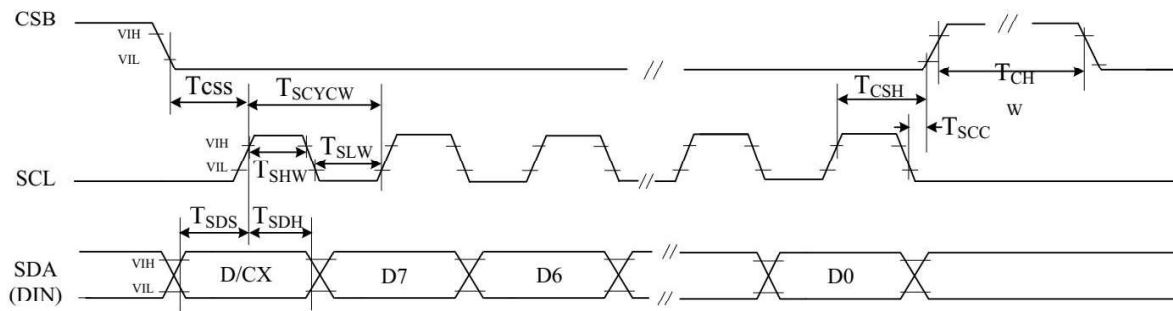 CSB
VIH
VIL
//
//
Tcss
TSCYCW
TCSH
TCH
W
TSCC
SCL
VIH
VIL
TSHW
TSLW
//
TSDS
TSDH
SDA
(DIN)
VIH
VIL
D/CX
D7
D6
//
//
D0